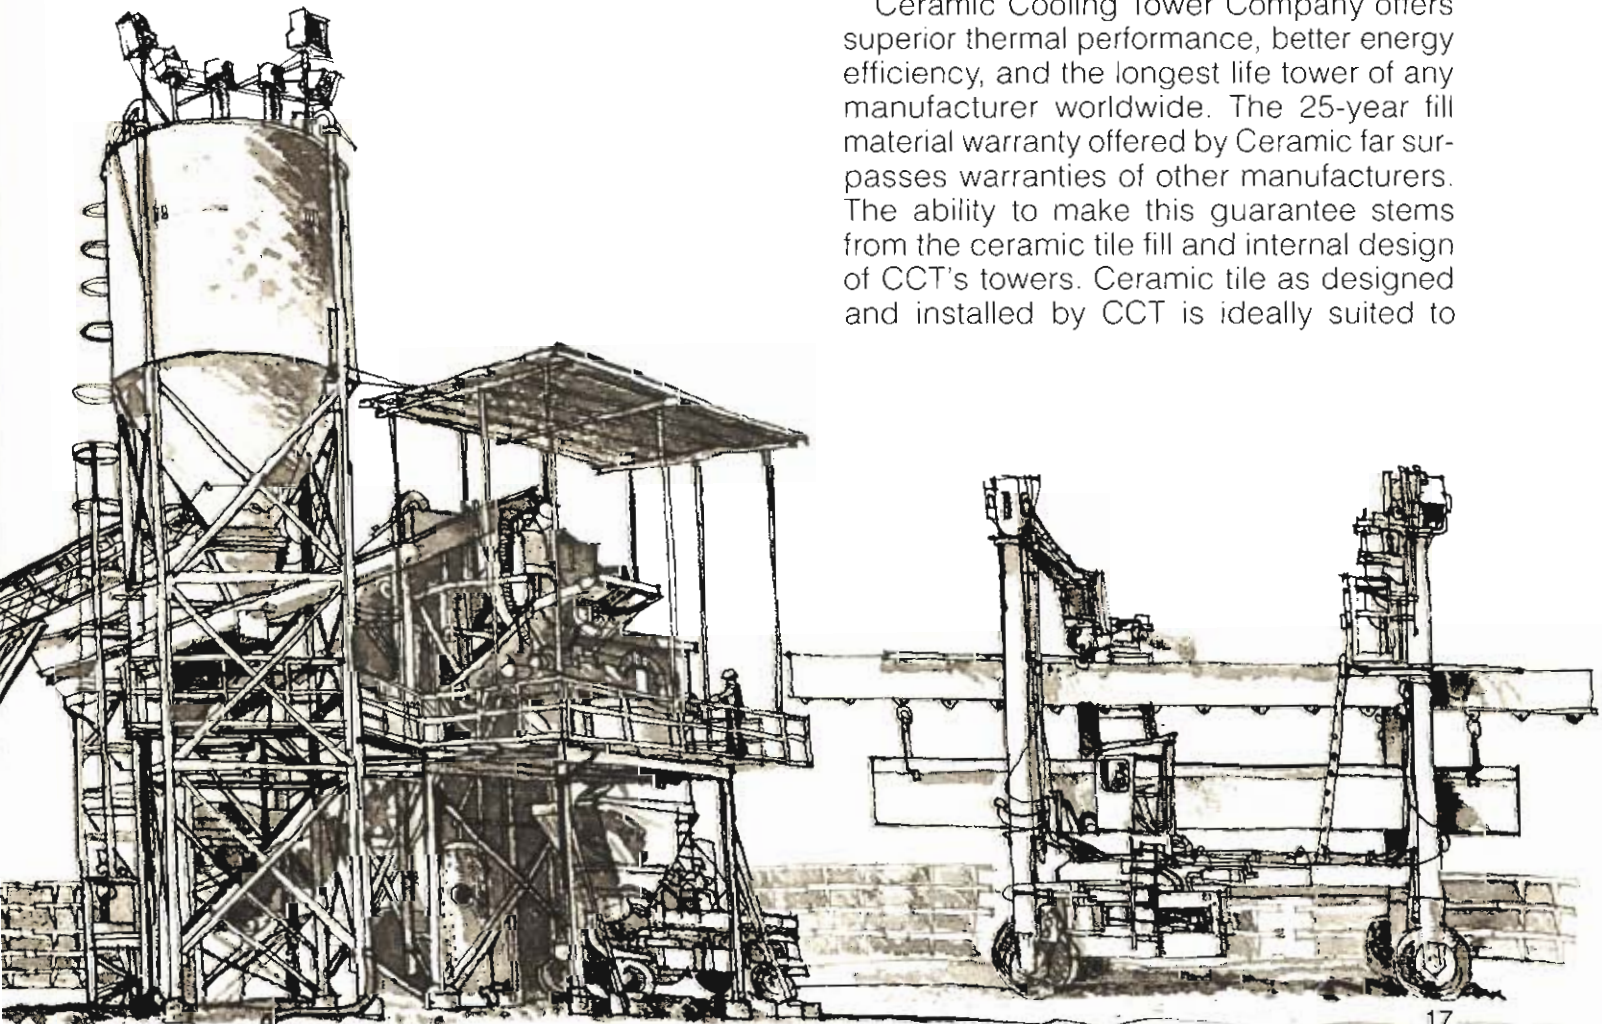 Ceramic Cooling Tower Company offers
superior thermal performance, better energy
efficiency, and the longest life tower of any
manufacturer worldwide. The 25-year fill
material warranty offered by Ceramic far sur-
passes warranties of other manufacturers.
The ability to make this guarantee stems
from the ceramic tile fill and internal design
of CCT's towers. Ceramic tile as designed
and installed by CCT is ideally suited to
17